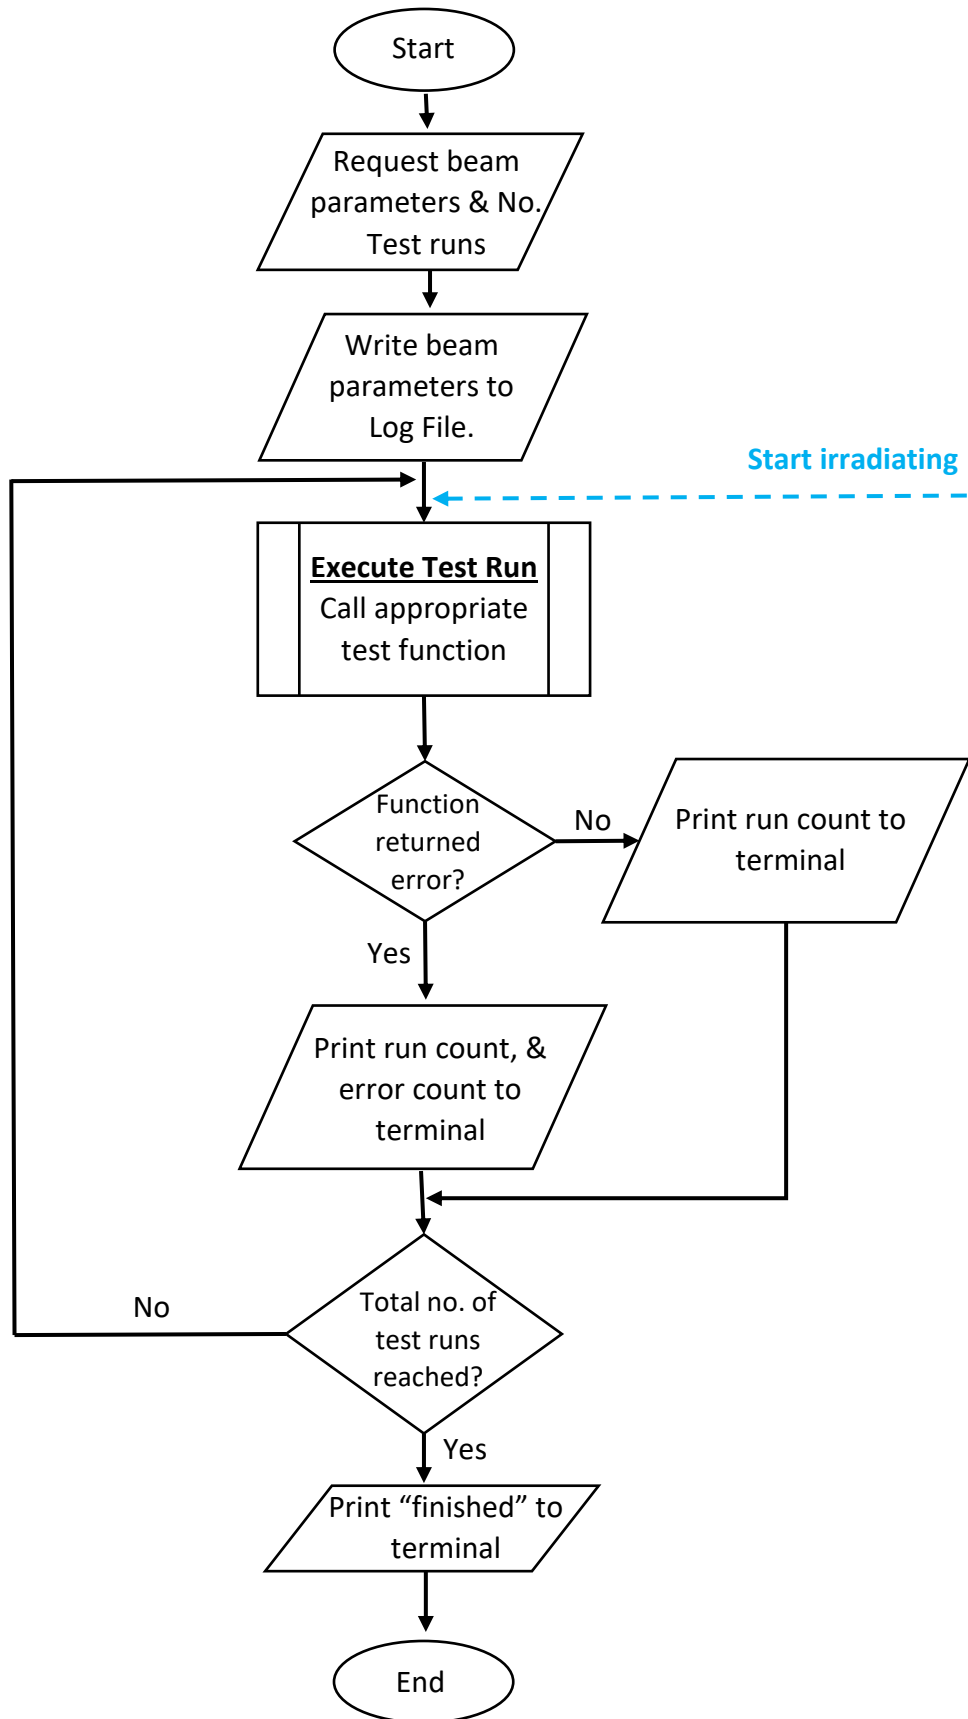 Start
Request beam
parameters & No.
Test runs
Write beam
parameters to
Log File.
Start irradiating
Execute Test Run
Call appropriate
test function
Function
returned
error?
No
Print run count to
terminal
Yes
Print run count, &
error count to
terminal
No
Total no. of
test runs
reached?
Yes
Print “finished” to
terminal
End